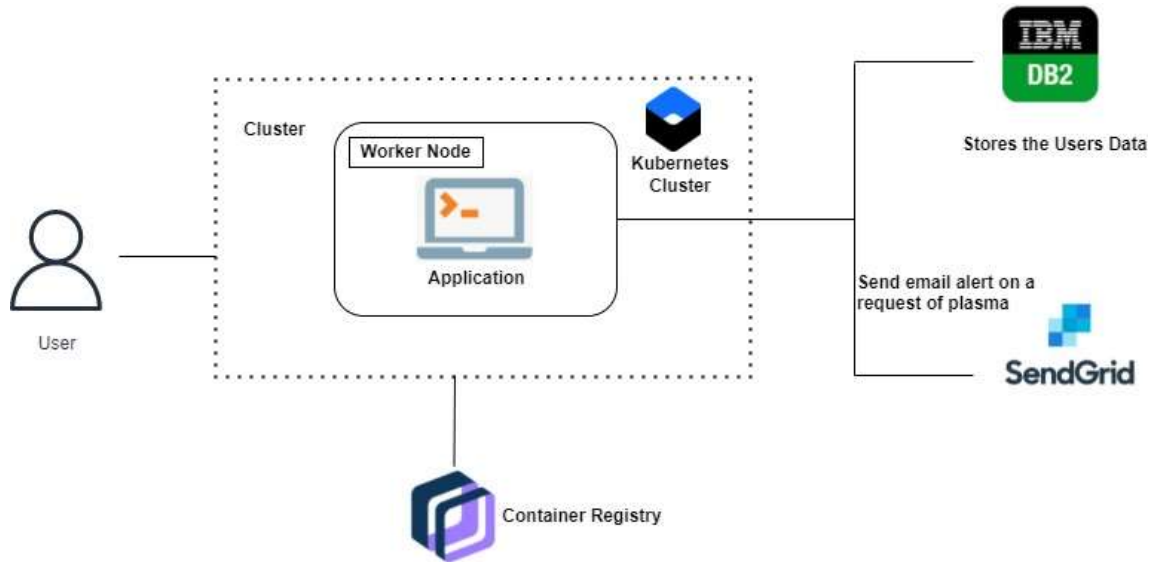 IBM
DB2
Stores the Users Data
Cluster
Worker Node
Kubernetes
Cluster
Application
User
Send email alert on a
request of plasma
SendGrid
Container Registry